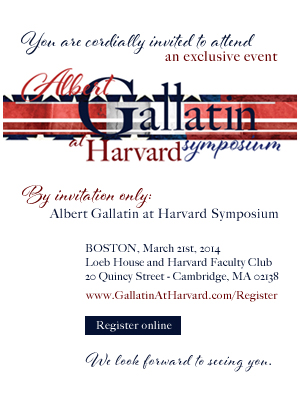 You are cordially invited to attend
an exclusive event
Albert
Gallatin
at Harvard symposium
By invitation only:
Albert Gallatin at Harvard Symposium
BOSTON, March 21st, 2014
Loeb House and Harvard Faculty Club
20 Quincy Street - Cambridge, MA 02138
www.GallatinAtHarvard.com/Register
Register online
We look forward to seeing you.